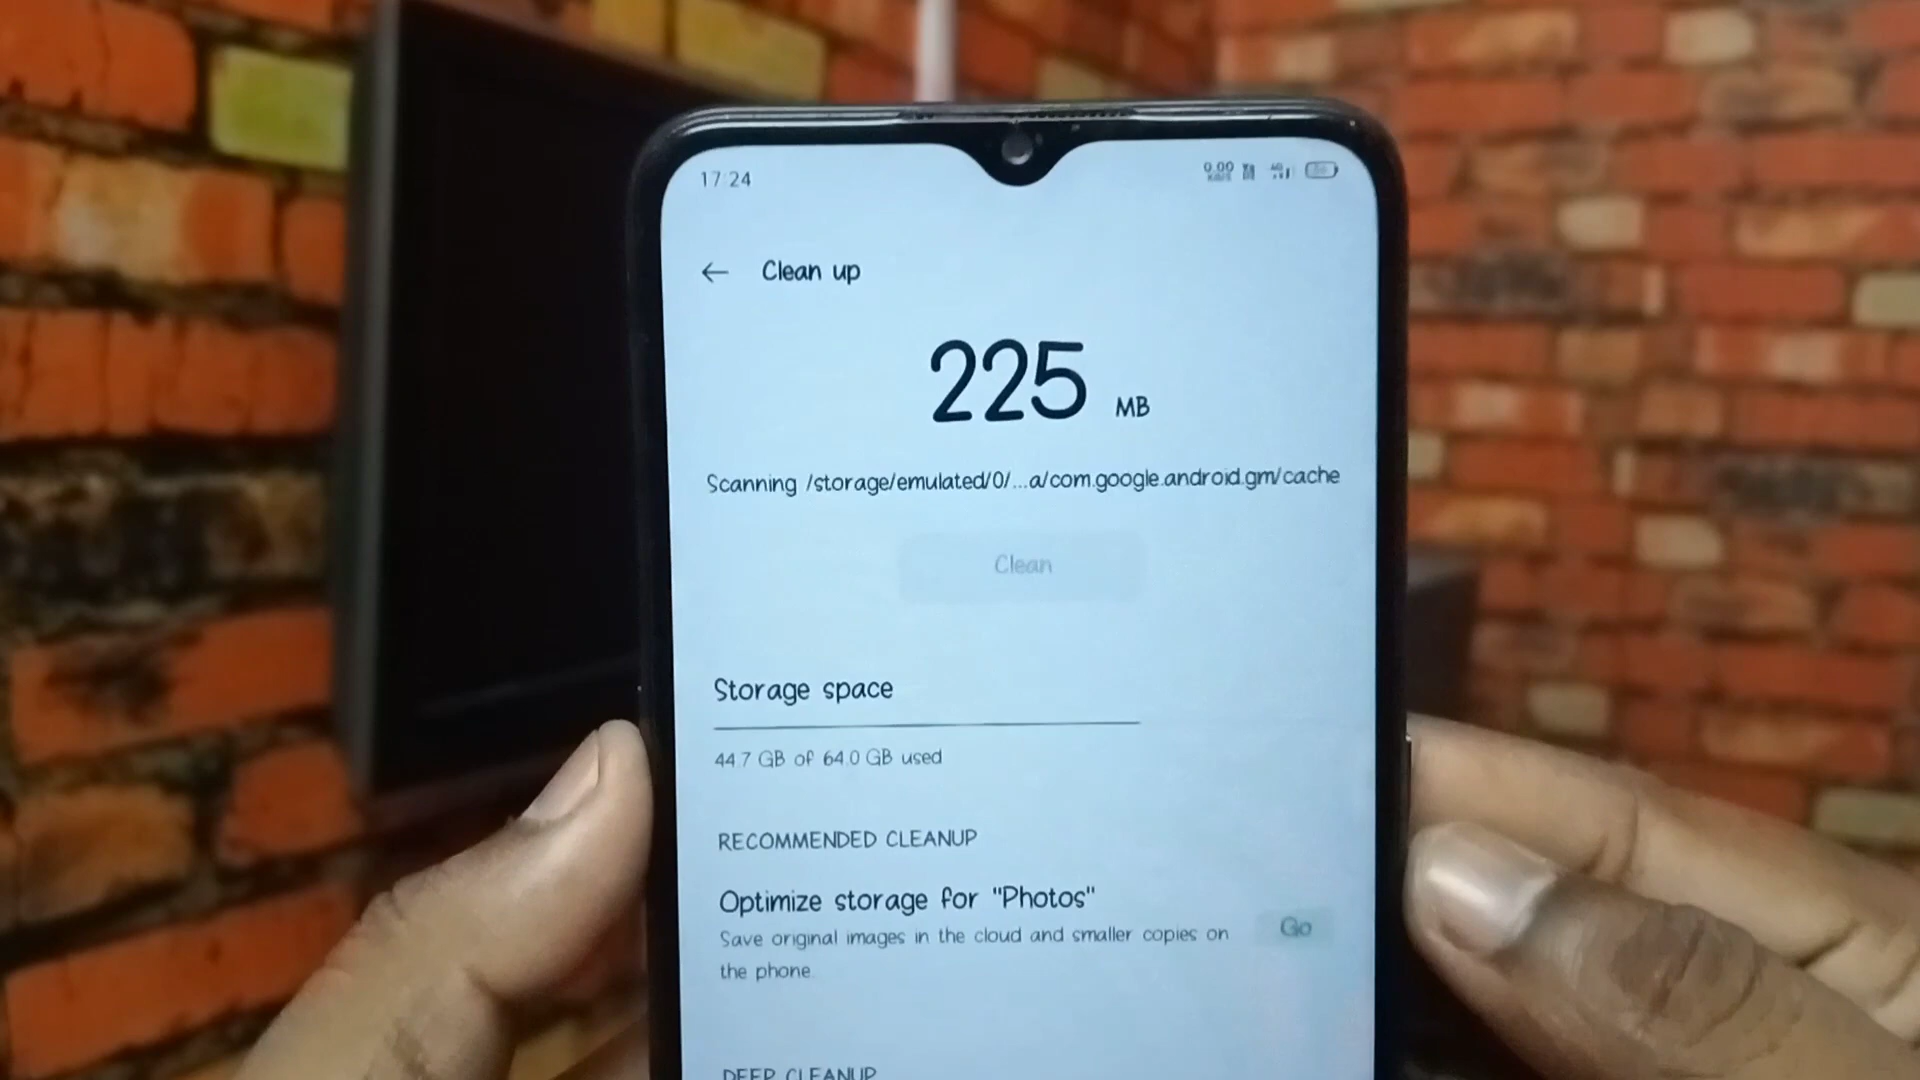 17:24
0.00
← Clean up
225 MB
Scanning /storage/emulated/0/...a/com.google.android.gm/cache
Clean
Storage space
44.7 GB of 64.0 GB used
RECOMMENDED CLEANUP
Optimize storage for "Photos"
Save original images in the cloud and smaller copies on
the phone.
Go
DEEP CLEANUP